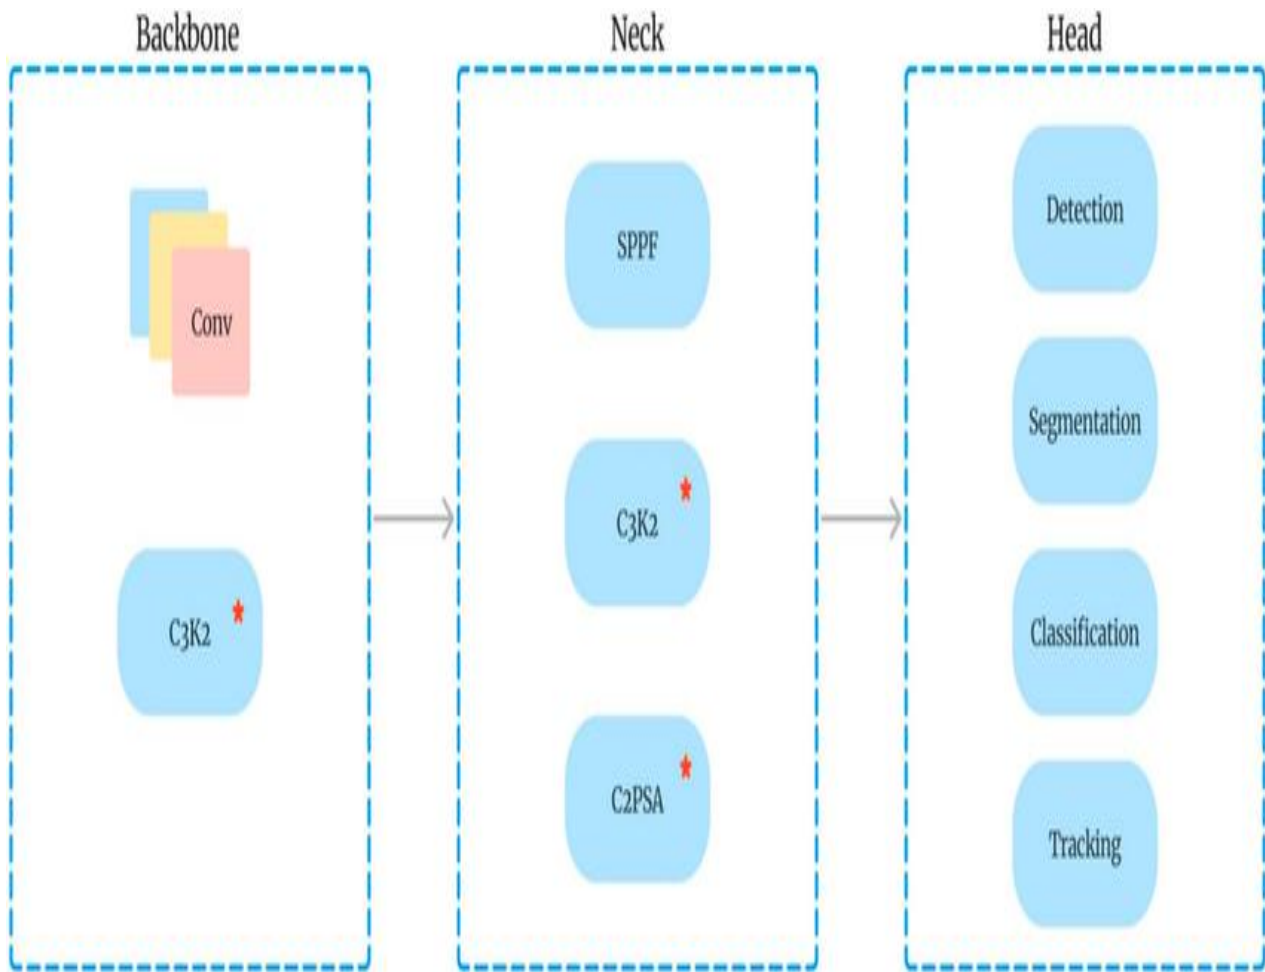 Backbone
Neck
Head
Conv
C3K2 *
SPPF
C3K2 *
C2PSA *
Detection
Segmentation
Classification
Tracking